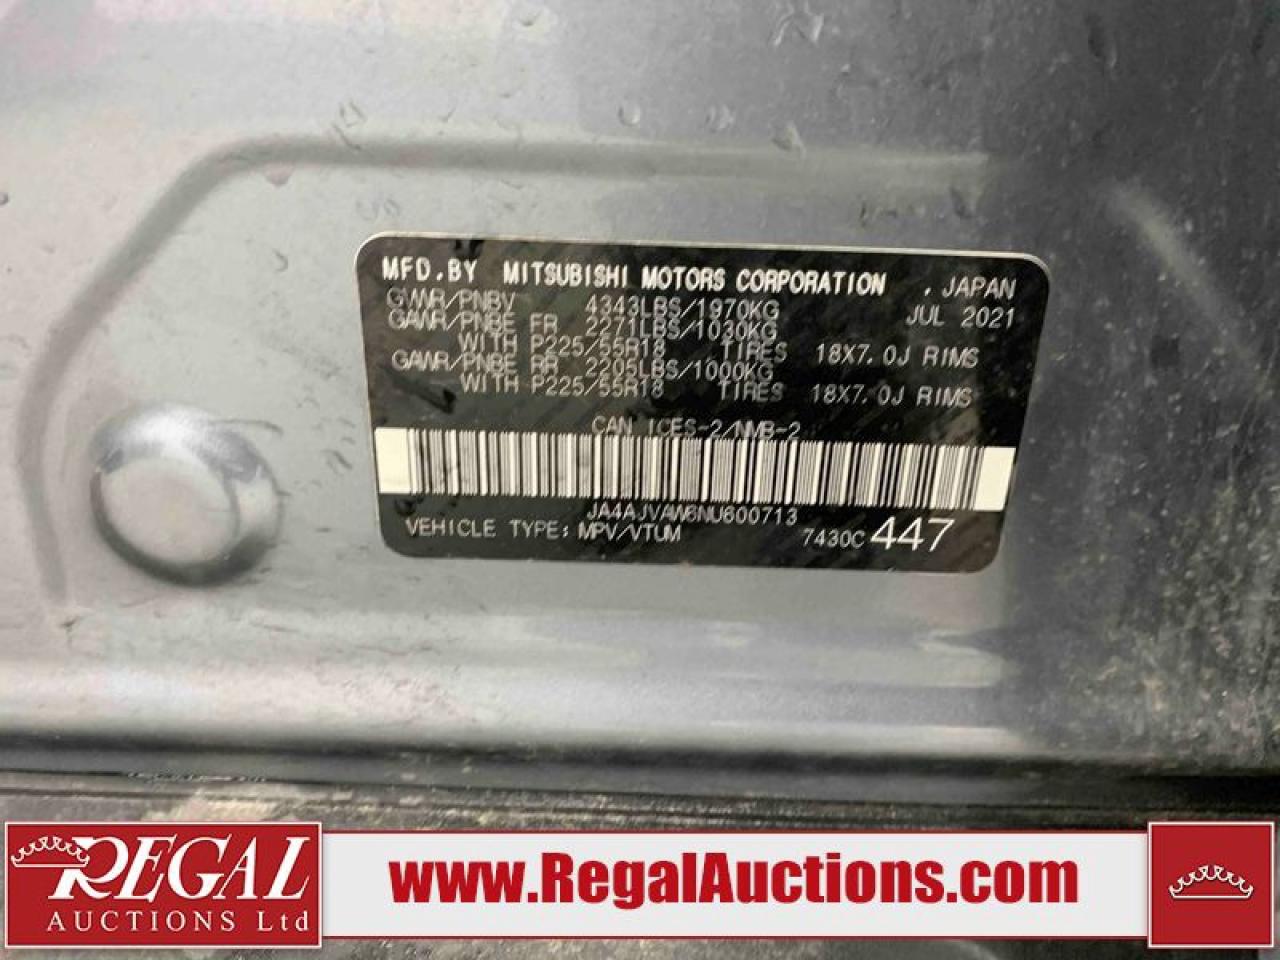 MFD.BY MITSUBISHI MOTORS CORPORATION , JAPAN
GVWR/PNBV 4343LBS/1970KG JUL 2021
GAWR/PNBE FR 2271LBS/1030KG
WITH P225/55R18 TIRES 18X7.0J RIMS
GAWR/PNBE RR 2205LBS/1000KG
WITH P225/55R18 TIRES 18X7.0J RIMS
CAN ICES-2/NMB-2
JA4AJVAW6NU600713
VEHICLE TYPE: MPV/VTUM 7430C 447
REGAL
AUCTIONS Ltd
www.RegalAuctions.com